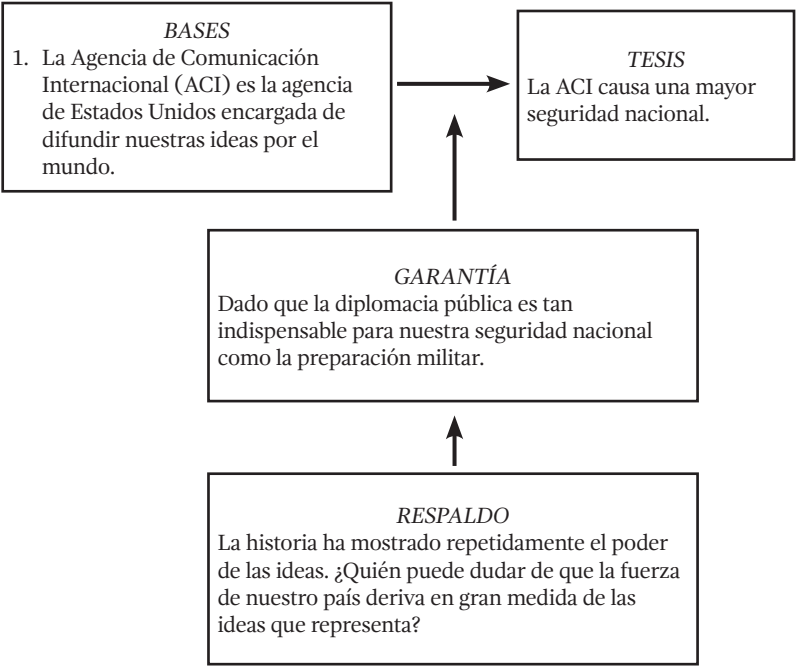 BASES
1. La Agencia de Comunicación
Internacional (ACI) es la agencia
de Estados Unidos encargada de
difundir nuestras ideas por el
mundo.
TESIS
La ACI causa una mayor
seguridad nacional.
GARANTÍA
Dado que la diplomacia pública es tan
indispensable para nuestra seguridad nacional
como la preparación militar.
RESPALDO
La historia ha mostrado repetidamente el poder
de las ideas. ¿Quién puede dudar de que la fuerza
de nuestro país deriva en gran medida de las
ideas que representa?